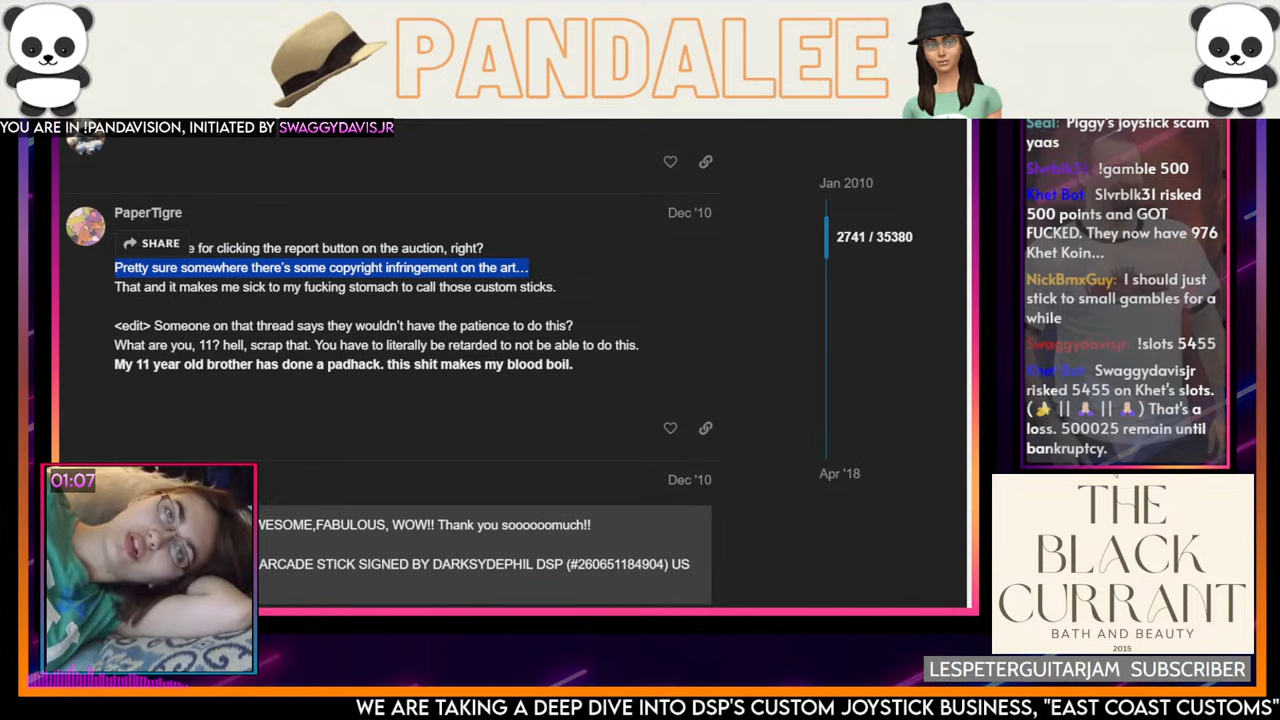 PANDALEE
YOU ARE IN !PANDAVISION, INITIATED BY SWAGGYDAVISJR
PaperTigre
Dec '10
SHARE
e for clicking the report button on the auction, right?
Pretty sure somewhere there's some copyright infringement on the art…
That and it makes me sick to my fucking stomach to call those custom sticks.
<edit> Someone on that thread says they wouldn't have the patience to do this?
What are you, 11? hell, scrap that. You have to literally be retarded to not be able to do this.
My 11 year old brother has done a padhack. this shit makes my blood boil.
Dec '10
WESOME,FABULOUS, WOW!! Thank you soooooomuch!!
ARCADE STICK SIGNED BY DARKSYDEPHIL DSP (#260651184904) US
Jan 2010
2741 / 35380
Apr '18
Seal: Piggy's joystick scam
yaas
Slvrblk31: !gamble 500
Khet Bot: Slvrblk31 risked
500 points and GOT
FUCKED. They now have 976
Khet Koin...
NickBmxGuy: I should just
stick to small gambles for a
while
Swaggydavisjr: !slots 5455
Khet Bot: Swaggydavisjr
risked 5455 on Khet's slots.
( 🍌 || 🙏🏻 || 🙏🏻 ) That's a
loss. 500025 remain until
bankruptcy.
01:07
THE
BLACK
CURRANT
BATH AND BEAUTY
2015
LESPETERGUITARJAM SUBSCRIBER
WE ARE TAKING A DEEP DIVE INTO DSP'S CUSTOM JOYSTICK BUSINESS, "EAST COAST CUSTOMS"